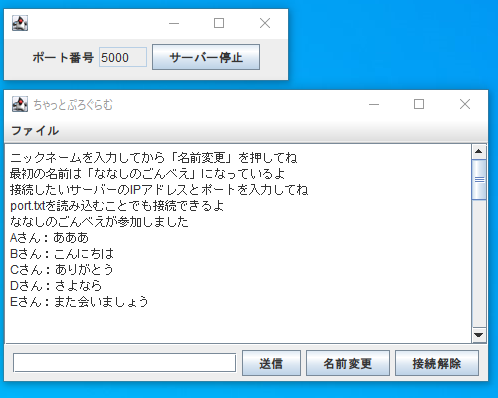 ポート番号 5000 サーバー停止
ちゃっとぷろぐらむ
ファイル
ニックネームを入力してから「名前変更」を押してね
最初の名前は「ななしのごんべえ」になっているよ
接続したいサーバーのIPアドレスとポートを入力してね
port.txtを読み込むことでも接続できるよ
ななしのごんべえが参加しました
Aさん：あああ
Bさん：こんにちは
Cさん：ありがとう
Dさん：さよなら
Eさん：また会いましょう
送信 名前変更 接続解除